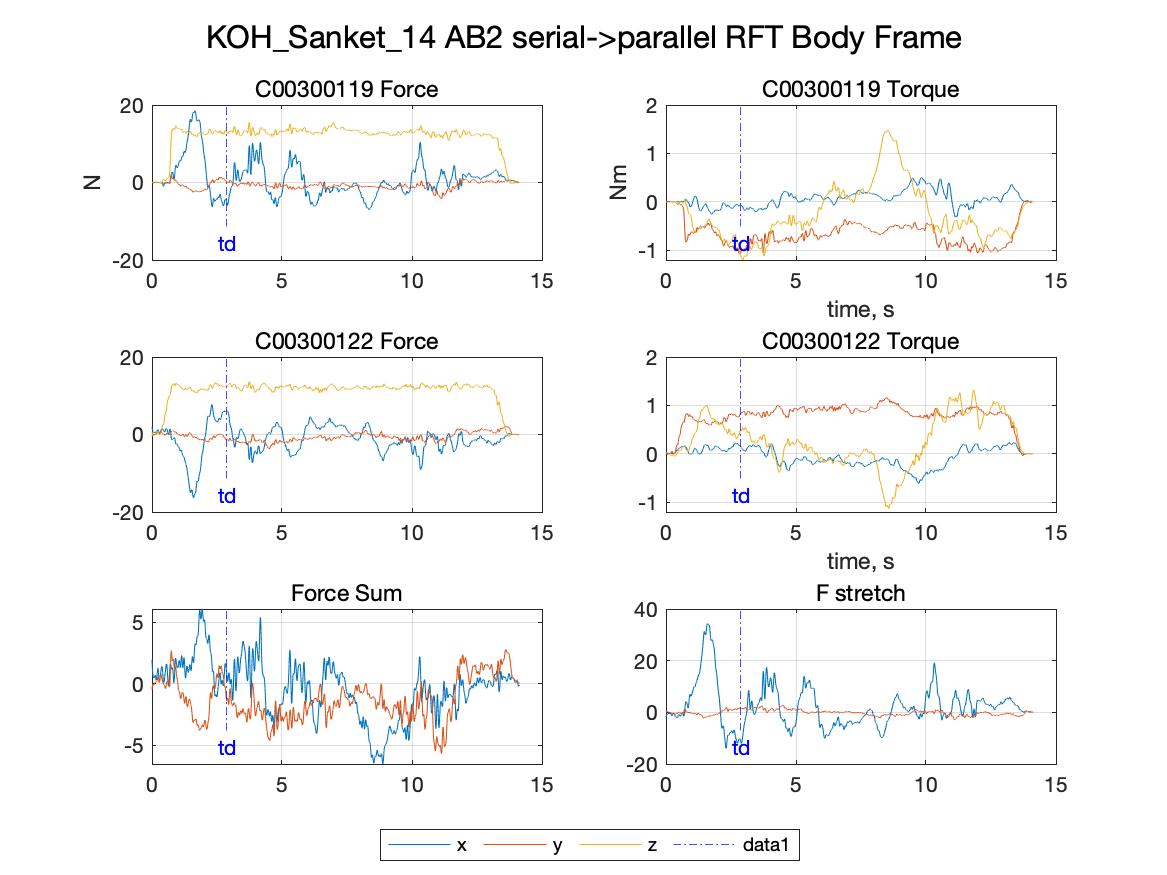 KOH_Sanket_14 AB2 serial->parallel RFT Body Frame
C00300119 Force
20
0
-20
N
td
0 5 10 15
C00300119 Torque
2
1
0
-1
Nm
td
0 5 10 15
time, s
C00300122 Force
20
0
-20
td
0 5 10 15
C00300122 Torque
2
1
0
-1
td
0 5 10 15
time, s
Force Sum
5
0
-5
td
0 5 10 15
F stretch
40
20
0
-20
td
0 5 10 15
x y z data1